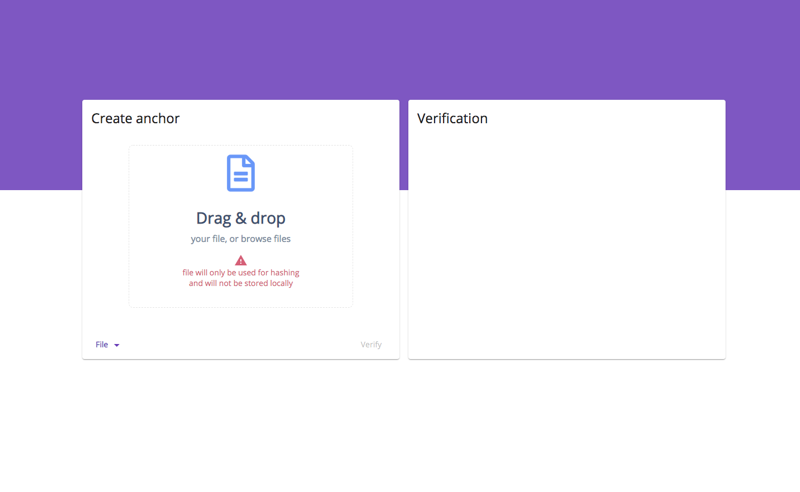 Create anchor
Drag & drop
your file, or browse files
file will only be used for hashing
and will not be stored locally
File
Verify
Verification